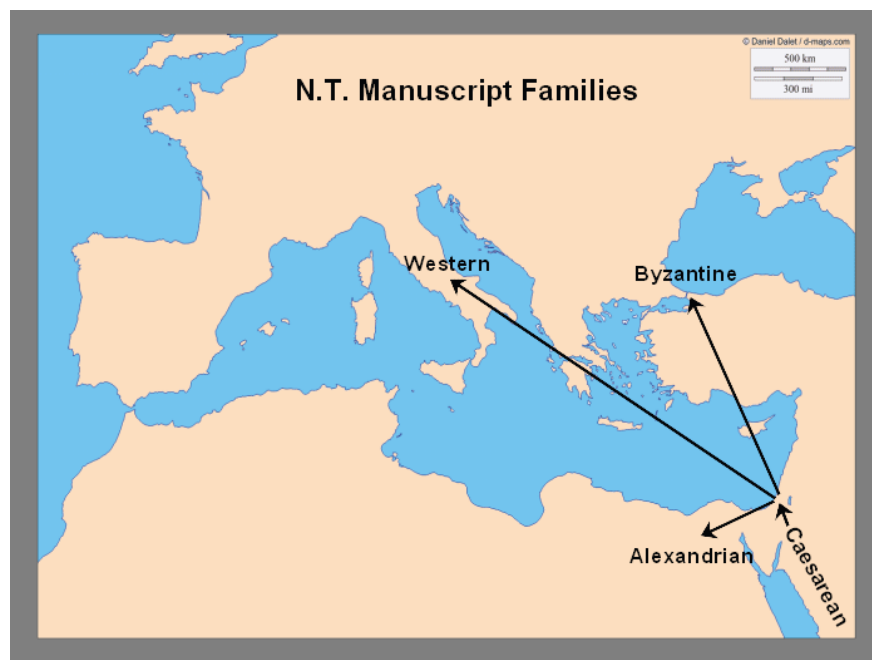 © Daniel Dalet / d-maps.com
500 km
300 mi
N.T. Manuscript Families
Western
Byzantine
Alexandrian
Caesarean